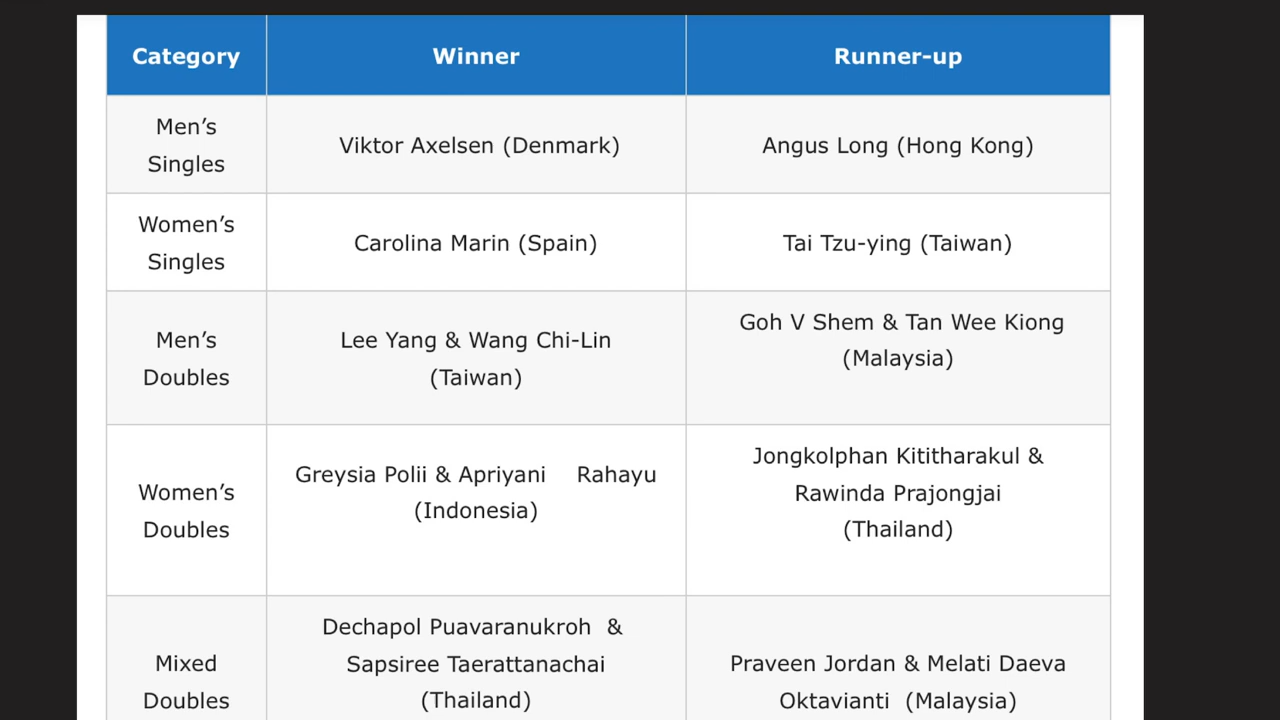 Category Winner Runner-up
Men's
Singles
Viktor Axelsen (Denmark)
Angus Long (Hong Kong)
Women's
Singles
Carolina Marin (Spain)
Tai Tzu-ying (Taiwan)
Men's
Doubles
Lee Yang & Wang Chi-Lin
(Taiwan)
Goh V Shem & Tan Wee Kiong
(Malaysia)
Women's
Doubles
Greysia Polii & Apriyani Rahayu
(Indonesia)
Jongkolphan Kititharakul &
Rawinda Prajongjai
(Thailand)
Mixed
Doubles
Dechapol Puavaranukroh &
Sapsiree Taerattanachai
(Thailand)
Praveen Jordan & Melati Daeva
Oktavianti (Malaysia)